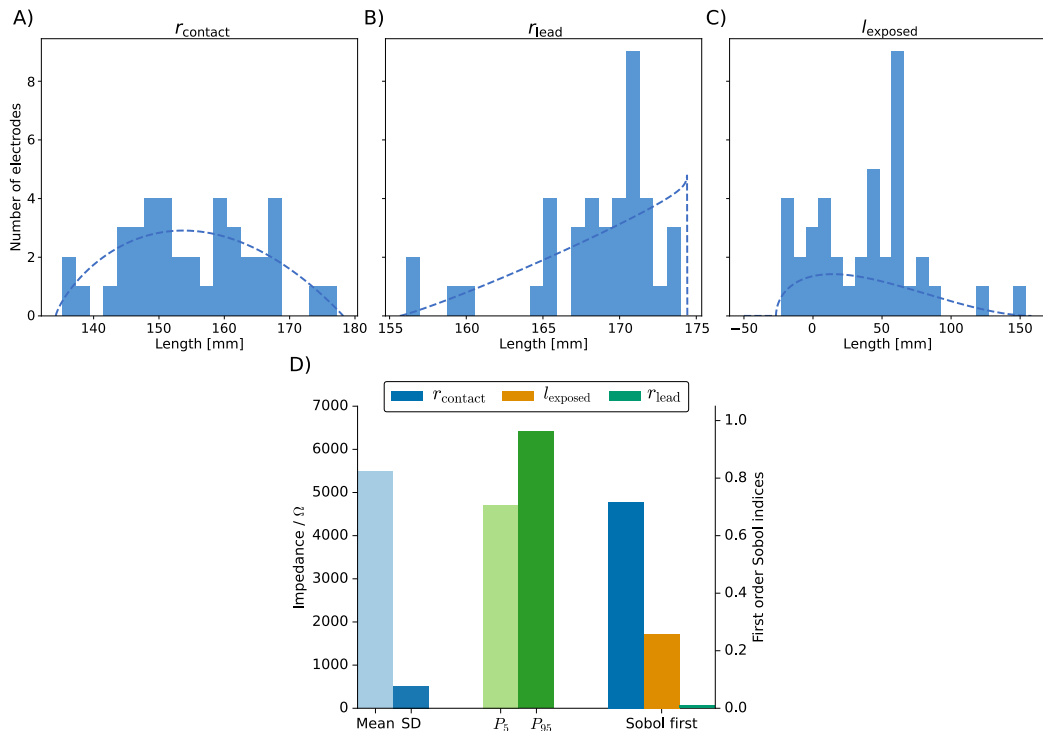 A)
r_contact
B)
r_lead
C)
l_exposed
Number of electrodes
8
6
4
2
0
140 150 160 170 180
Length [mm]
155 160 165 170 175
Length [mm]
−50 0 50 100 150
Length [mm]
D)
r_contact l_exposed r_lead
Impedance / Ω
7000
6000
5000
4000
3000
2000
1000
0
Mean SD P_5 P_95 Sobol first
1.0
0.8
0.6
0.4
0.2
0.0
First order Sobol indices